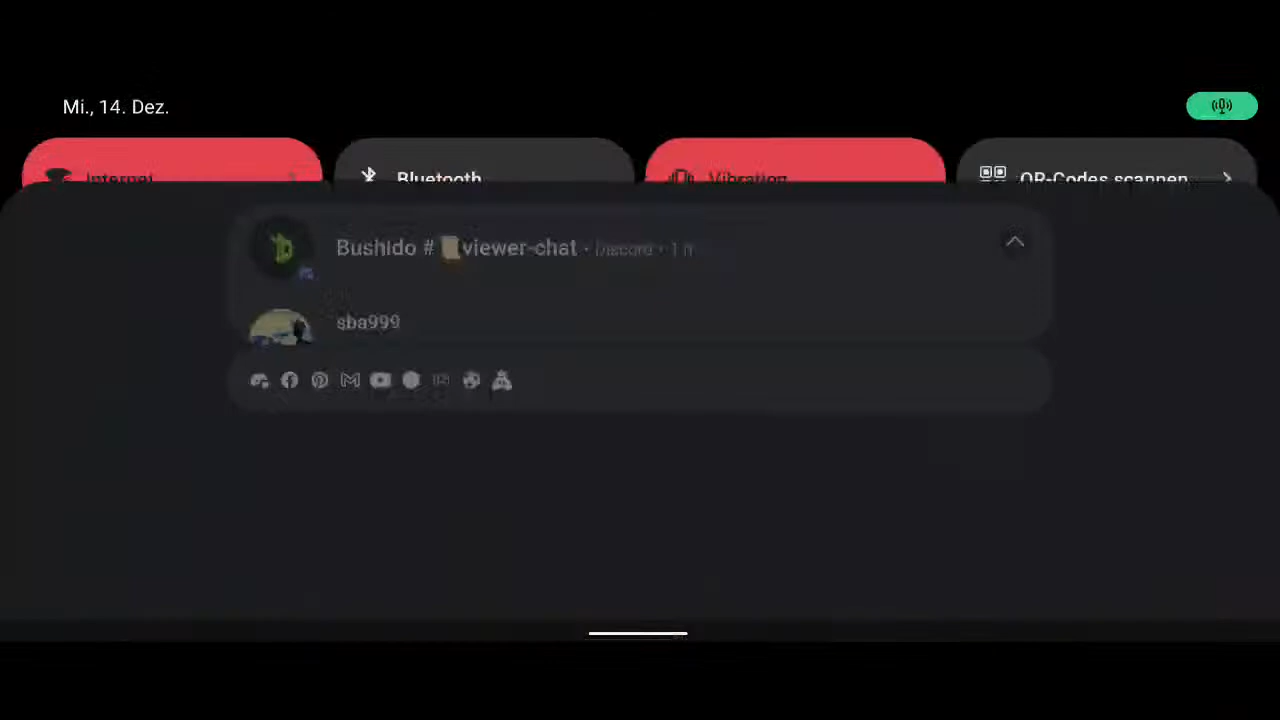 Mi., 14. Dez.
Internet
Bluetooth
Vibration
QR-Codes scannen
Bushido # viewer-chat • Discord • 1 h
sba999